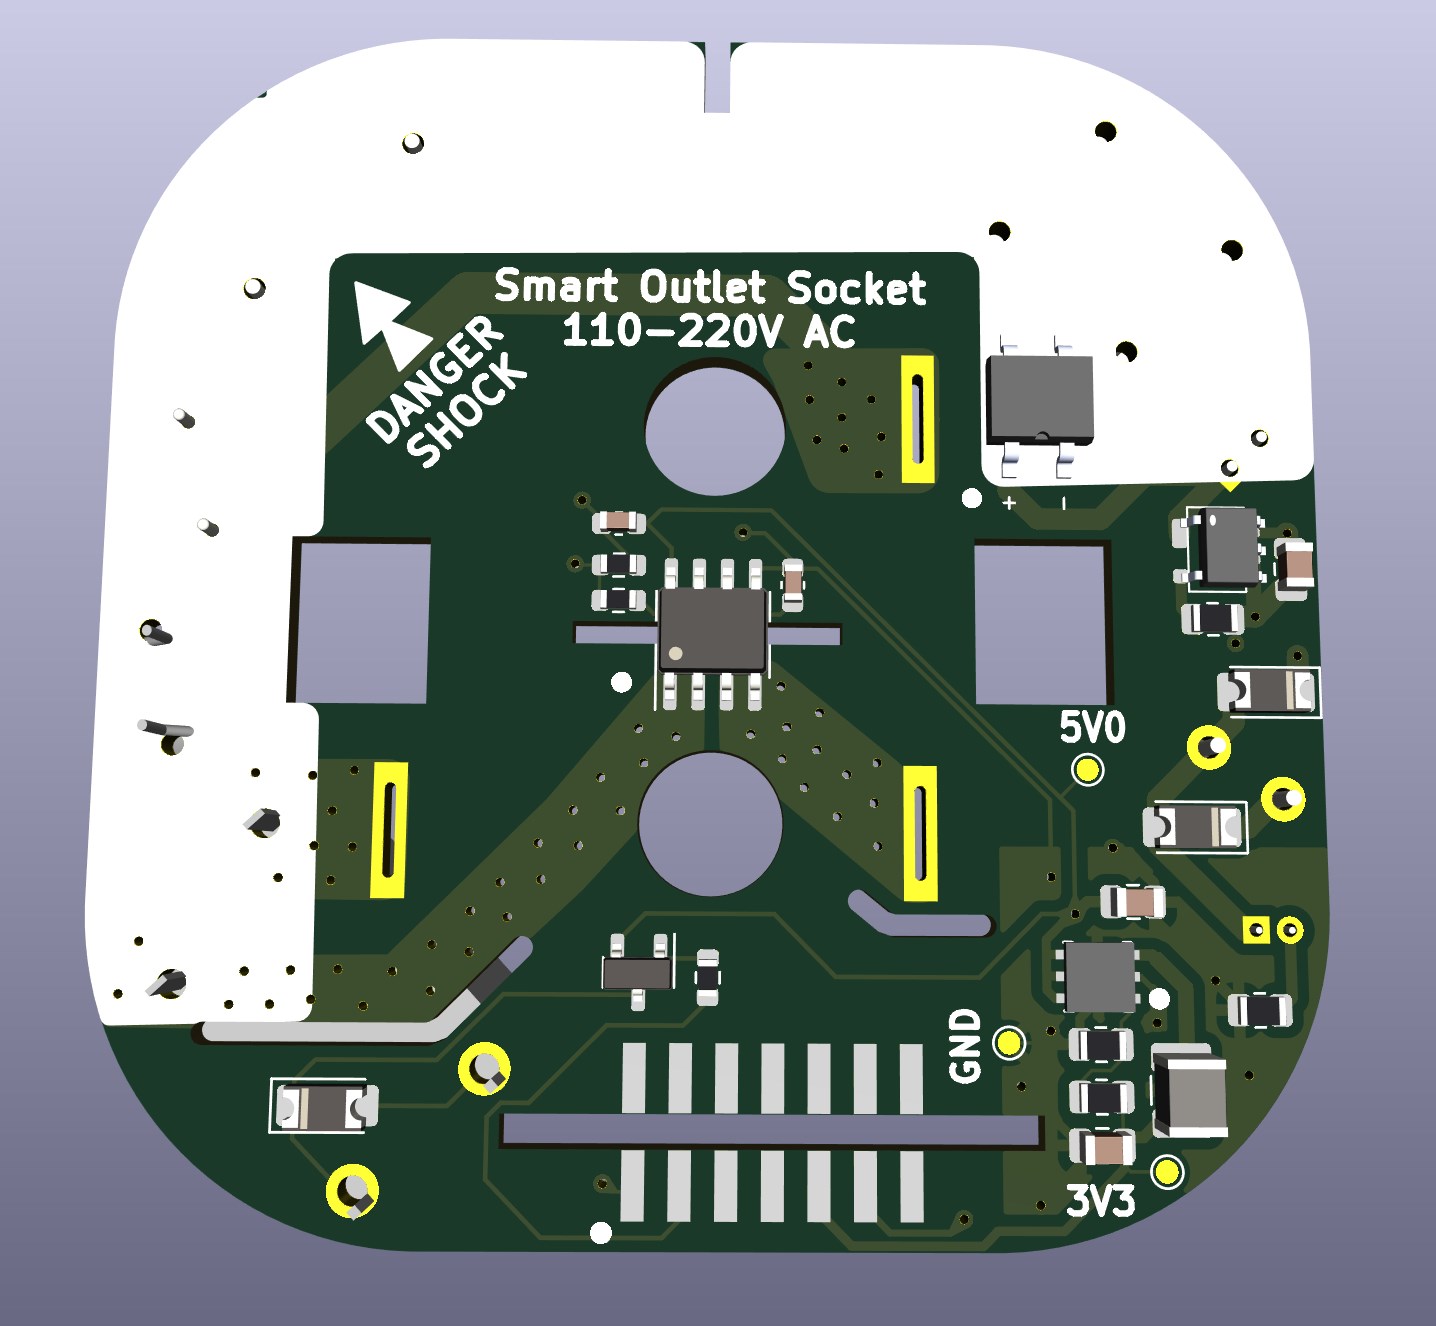 Smart Outlet Socket
110-220V AC
DANGER
SHOCK
+ -
5V0
GND
3V3